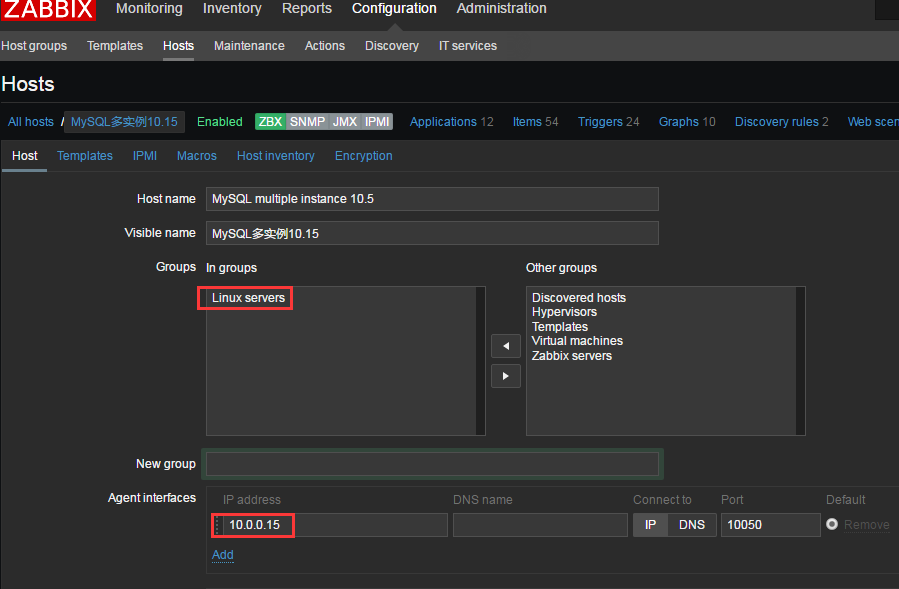 ZABBIX Monitoring Inventory Reports Configuration Administration
Host groups Templates Hosts Maintenance Actions Discovery IT services
Hosts
All hosts / MySQL多实例10.15 Enabled ZBX SNMP JMX IPMI Applications 12 Items 54 Triggers 24 Graphs 10 Discovery rules 2 Web scen
Host Templates IPMI Macros Host inventory Encryption
Host name MySQL multiple instance 10.5
Visible name MySQL多实例10.15
Groups In groups Other groups
Linux servers Discovered hosts
Hypervisors
Templates
Virtual machines
Zabbix servers
New group
Agent interfaces IP address DNS name Connect to Port Default
10.0.0.15 IP DNS 10050 Remove
Add